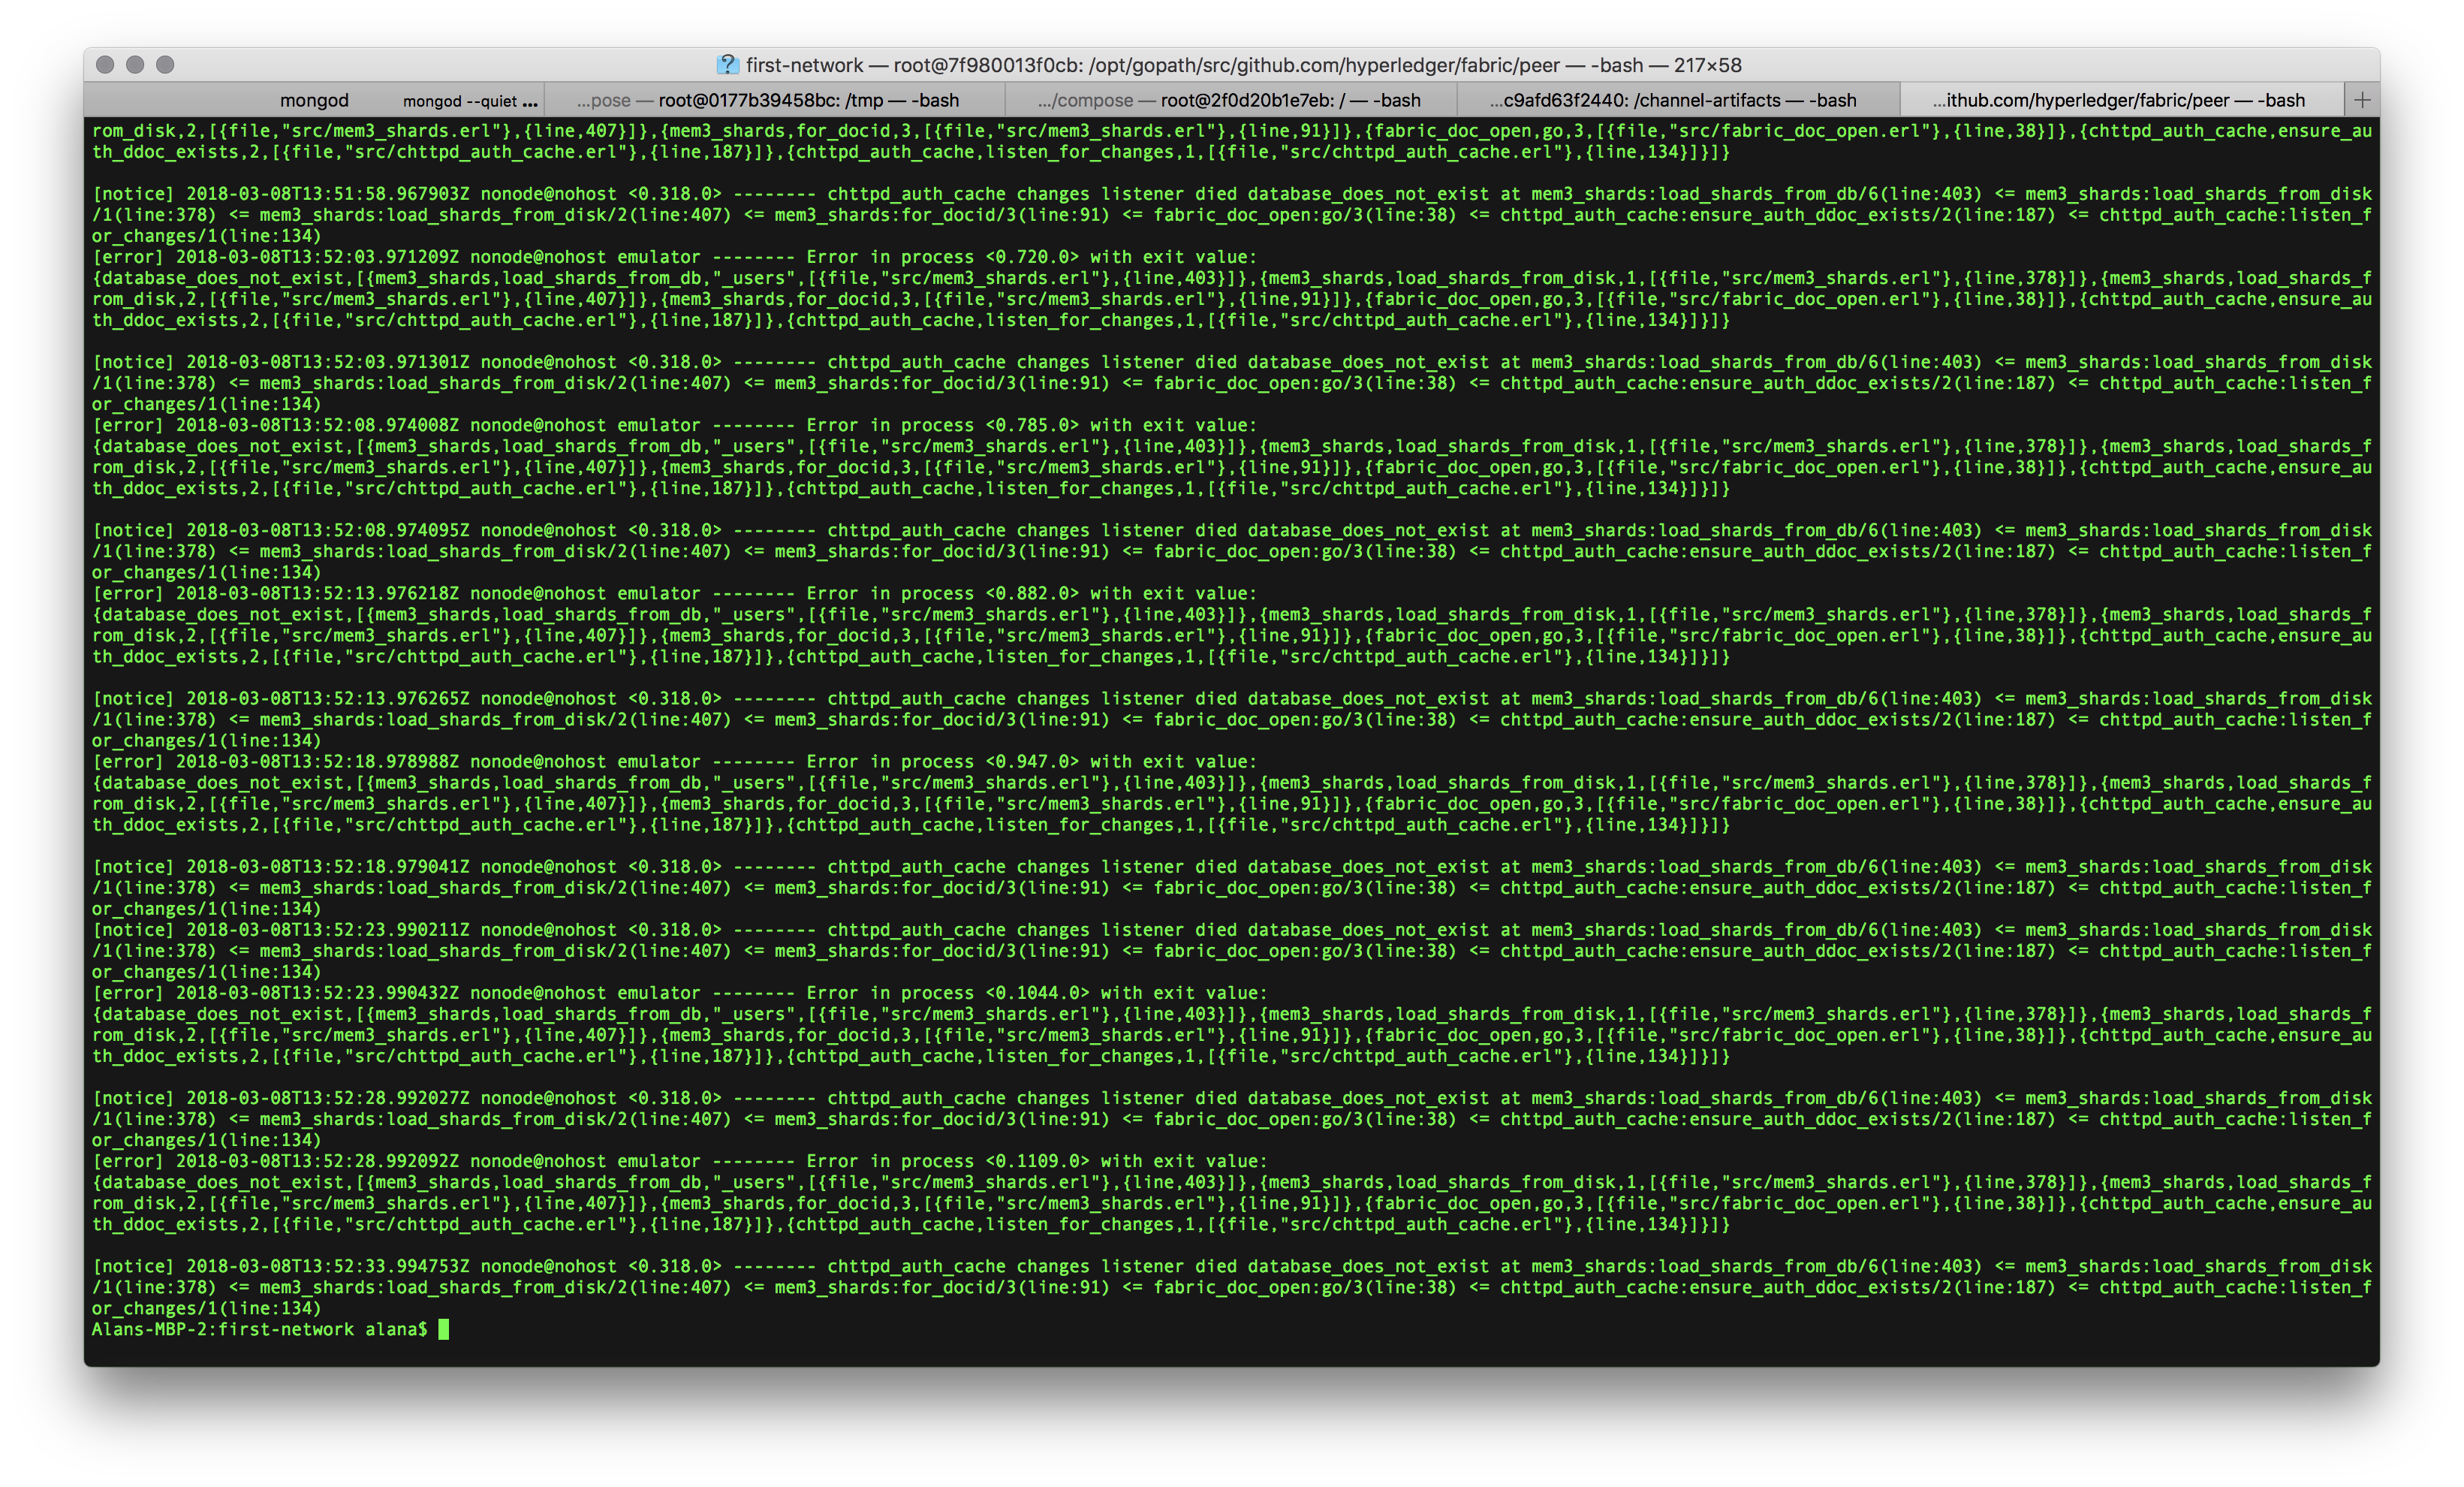 first-network — root@7f980013f0cb: /opt/gopath/src/github.com/hyperledger/fabric/peer — -bash — 217×58
mongod mongod --quiet ... ...pose — root@0177b39458bc: /tmp — -bash .../compose — root@2f0d20b1e7eb: / — -bash ...c9afd63f2440: /channel-artifacts — -bash ...ithub.com/hyperledger/fabric/peer — -bash +
rom_disk,2,[{file,"src/mem3_shards.erl"},{line,407}]},{mem3_shards,for_docid,3,[{file,"src/mem3_shards.erl"},{line,91}]},{fabric_doc_open,go,3,[{file,"src/fabric_doc_open.erl"},{line,38}]},{chttpd_auth_cache,ensure_au
th_ddoc_exists,2,[{file,"src/chttpd_auth_cache.erl"},{line,187}]},{chttpd_auth_cache,listen_for_changes,1,[{file,"src/chttpd_auth_cache.erl"},{line,134}]}]}
[notice] 2018-03-08T13:51:58.967903Z nonode@nohost <0.318.0> -------- chttpd_auth_cache changes listener died database_does_not_exist at mem3_shards:load_shards_from_db/6(line:403) <= mem3_shards:load_shards_from_disk
/1(line:378) <= mem3_shards:load_shards_from_disk/2(line:407) <= mem3_shards:for_docid/3(line:91) <= fabric_doc_open:go/3(line:38) <= chttpd_auth_cache:ensure_auth_ddoc_exists/2(line:187) <= chttpd_auth_cache:listen_f
or_changes/1(line:134)
[error] 2018-03-08T13:52:03.971209Z nonode@nohost emulator -------- Error in process <0.720.0> with exit value:
{database_does_not_exist,[{mem3_shards,load_shards_from_db,"_users",[{file,"src/mem3_shards.erl"},{line,403}]},{mem3_shards,load_shards_from_disk,1,[{file,"src/mem3_shards.erl"},{line,378}]},{mem3_shards,load_shards_f
rom_disk,2,[{file,"src/mem3_shards.erl"},{line,407}]},{mem3_shards,for_docid,3,[{file,"src/mem3_shards.erl"},{line,91}]},{fabric_doc_open,go,3,[{file,"src/fabric_doc_open.erl"},{line,38}]},{chttpd_auth_cache,ensure_au
th_ddoc_exists,2,[{file,"src/chttpd_auth_cache.erl"},{line,187}]},{chttpd_auth_cache,listen_for_changes,1,[{file,"src/chttpd_auth_cache.erl"},{line,134}]}]}
[notice] 2018-03-08T13:52:03.971301Z nonode@nohost <0.318.0> -------- chttpd_auth_cache changes listener died database_does_not_exist at mem3_shards:load_shards_from_db/6(line:403) <= mem3_shards:load_shards_from_disk
/1(line:378) <= mem3_shards:load_shards_from_disk/2(line:407) <= mem3_shards:for_docid/3(line:91) <= fabric_doc_open:go/3(line:38) <= chttpd_auth_cache:ensure_auth_ddoc_exists/2(line:187) <= chttpd_auth_cache:listen_f
or_changes/1(line:134)
[error] 2018-03-08T13:52:08.974008Z nonode@nohost emulator -------- Error in process <0.785.0> with exit value:
{database_does_not_exist,[{mem3_shards,load_shards_from_db,"_users",[{file,"src/mem3_shards.erl"},{line,403}]},{mem3_shards,load_shards_from_disk,1,[{file,"src/mem3_shards.erl"},{line,378}]},{mem3_shards,load_shards_f
rom_disk,2,[{file,"src/mem3_shards.erl"},{line,407}]},{mem3_shards,for_docid,3,[{file,"src/mem3_shards.erl"},{line,91}]},{fabric_doc_open,go,3,[{file,"src/fabric_doc_open.erl"},{line,38}]},{chttpd_auth_cache,ensure_au
th_ddoc_exists,2,[{file,"src/chttpd_auth_cache.erl"},{line,187}]},{chttpd_auth_cache,listen_for_changes,1,[{file,"src/chttpd_auth_cache.erl"},{line,134}]}]}
[notice] 2018-03-08T13:52:08.974095Z nonode@nohost <0.318.0> -------- chttpd_auth_cache changes listener died database_does_not_exist at mem3_shards:load_shards_from_db/6(line:403) <= mem3_shards:load_shards_from_disk
/1(line:378) <= mem3_shards:load_shards_from_disk/2(line:407) <= mem3_shards:for_docid/3(line:91) <= fabric_doc_open:go/3(line:38) <= chttpd_auth_cache:ensure_auth_ddoc_exists/2(line:187) <= chttpd_auth_cache:listen_f
or_changes/1(line:134)
[error] 2018-03-08T13:52:13.976218Z nonode@nohost emulator -------- Error in process <0.882.0> with exit value:
{database_does_not_exist,[{mem3_shards,load_shards_from_db,"_users",[{file,"src/mem3_shards.erl"},{line,403}]},{mem3_shards,load_shards_from_disk,1,[{file,"src/mem3_shards.erl"},{line,378}]},{mem3_shards,load_shards_f
rom_disk,2,[{file,"src/mem3_shards.erl"},{line,407}]},{mem3_shards,for_docid,3,[{file,"src/mem3_shards.erl"},{line,91}]},{fabric_doc_open,go,3,[{file,"src/fabric_doc_open.erl"},{line,38}]},{chttpd_auth_cache,ensure_au
th_ddoc_exists,2,[{file,"src/chttpd_auth_cache.erl"},{line,187}]},{chttpd_auth_cache,listen_for_changes,1,[{file,"src/chttpd_auth_cache.erl"},{line,134}]}]}
[notice] 2018-03-08T13:52:13.976265Z nonode@nohost <0.318.0> -------- chttpd_auth_cache changes listener died database_does_not_exist at mem3_shards:load_shards_from_db/6(line:403) <= mem3_shards:load_shards_from_disk
/1(line:378) <= mem3_shards:load_shards_from_disk/2(line:407) <= mem3_shards:for_docid/3(line:91) <= fabric_doc_open:go/3(line:38) <= chttpd_auth_cache:ensure_auth_ddoc_exists/2(line:187) <= chttpd_auth_cache:listen_f
or_changes/1(line:134)
[error] 2018-03-08T13:52:18.978988Z nonode@nohost emulator -------- Error in process <0.947.0> with exit value:
{database_does_not_exist,[{mem3_shards,load_shards_from_db,"_users",[{file,"src/mem3_shards.erl"},{line,403}]},{mem3_shards,load_shards_from_disk,1,[{file,"src/mem3_shards.erl"},{line,378}]},{mem3_shards,load_shards_f
rom_disk,2,[{file,"src/mem3_shards.erl"},{line,407}]},{mem3_shards,for_docid,3,[{file,"src/mem3_shards.erl"},{line,91}]},{fabric_doc_open,go,3,[{file,"src/fabric_doc_open.erl"},{line,38}]},{chttpd_auth_cache,ensure_au
th_ddoc_exists,2,[{file,"src/chttpd_auth_cache.erl"},{line,187}]},{chttpd_auth_cache,listen_for_changes,1,[{file,"src/chttpd_auth_cache.erl"},{line,134}]}]}
[notice] 2018-03-08T13:52:18.979041Z nonode@nohost <0.318.0> -------- chttpd_auth_cache changes listener died database_does_not_exist at mem3_shards:load_shards_from_db/6(line:403) <= mem3_shards:load_shards_from_disk
/1(line:378) <= mem3_shards:load_shards_from_disk/2(line:407) <= mem3_shards:for_docid/3(line:91) <= fabric_doc_open:go/3(line:38) <= chttpd_auth_cache:ensure_auth_ddoc_exists/2(line:187) <= chttpd_auth_cache:listen_f
or_changes/1(line:134)
[notice] 2018-03-08T13:52:23.990211Z nonode@nohost <0.318.0> -------- chttpd_auth_cache changes listener died database_does_not_exist at mem3_shards:load_shards_from_db/6(line:403) <= mem3_shards:load_shards_from_disk
/1(line:378) <= mem3_shards:load_shards_from_disk/2(line:407) <= mem3_shards:for_docid/3(line:91) <= fabric_doc_open:go/3(line:38) <= chttpd_auth_cache:ensure_auth_ddoc_exists/2(line:187) <= chttpd_auth_cache:listen_f
or_changes/1(line:134)
[error] 2018-03-08T13:52:23.990432Z nonode@nohost emulator -------- Error in process <0.1044.0> with exit value:
{database_does_not_exist,[{mem3_shards,load_shards_from_db,"_users",[{file,"src/mem3_shards.erl"},{line,403}]},{mem3_shards,load_shards_from_disk,1,[{file,"src/mem3_shards.erl"},{line,378}]},{mem3_shards,load_shards_f
rom_disk,2,[{file,"src/mem3_shards.erl"},{line,407}]},{mem3_shards,for_docid,3,[{file,"src/mem3_shards.erl"},{line,91}]},{fabric_doc_open,go,3,[{file,"src/fabric_doc_open.erl"},{line,38}]},{chttpd_auth_cache,ensure_au
th_ddoc_exists,2,[{file,"src/chttpd_auth_cache.erl"},{line,187}]},{chttpd_auth_cache,listen_for_changes,1,[{file,"src/chttpd_auth_cache.erl"},{line,134}]}]}
[notice] 2018-03-08T13:52:28.992027Z nonode@nohost <0.318.0> -------- chttpd_auth_cache changes listener died database_does_not_exist at mem3_shards:load_shards_from_db/6(line:403) <= mem3_shards:load_shards_from_disk
/1(line:378) <= mem3_shards:load_shards_from_disk/2(line:407) <= mem3_shards:for_docid/3(line:91) <= fabric_doc_open:go/3(line:38) <= chttpd_auth_cache:ensure_auth_ddoc_exists/2(line:187) <= chttpd_auth_cache:listen_f
or_changes/1(line:134)
[error] 2018-03-08T13:52:28.992092Z nonode@nohost emulator -------- Error in process <0.1109.0> with exit value:
{database_does_not_exist,[{mem3_shards,load_shards_from_db,"_users",[{file,"src/mem3_shards.erl"},{line,403}]},{mem3_shards,load_shards_from_disk,1,[{file,"src/mem3_shards.erl"},{line,378}]},{mem3_shards,load_shards_f
rom_disk,2,[{file,"src/mem3_shards.erl"},{line,407}]},{mem3_shards,for_docid,3,[{file,"src/mem3_shards.erl"},{line,91}]},{fabric_doc_open,go,3,[{file,"src/fabric_doc_open.erl"},{line,38}]},{chttpd_auth_cache,ensure_au
th_ddoc_exists,2,[{file,"src/chttpd_auth_cache.erl"},{line,187}]},{chttpd_auth_cache,listen_for_changes,1,[{file,"src/chttpd_auth_cache.erl"},{line,134}]}]}
[notice] 2018-03-08T13:52:33.994753Z nonode@nohost <0.318.0> -------- chttpd_auth_cache changes listener died database_does_not_exist at mem3_shards:load_shards_from_db/6(line:403) <= mem3_shards:load_shards_from_disk
/1(line:378) <= mem3_shards:load_shards_from_disk/2(line:407) <= mem3_shards:for_docid/3(line:91) <= fabric_doc_open:go/3(line:38) <= chttpd_auth_cache:ensure_auth_ddoc_exists/2(line:187) <= chttpd_auth_cache:listen_f
or_changes/1(line:134)
Alans-MBP-2:first-network alana$